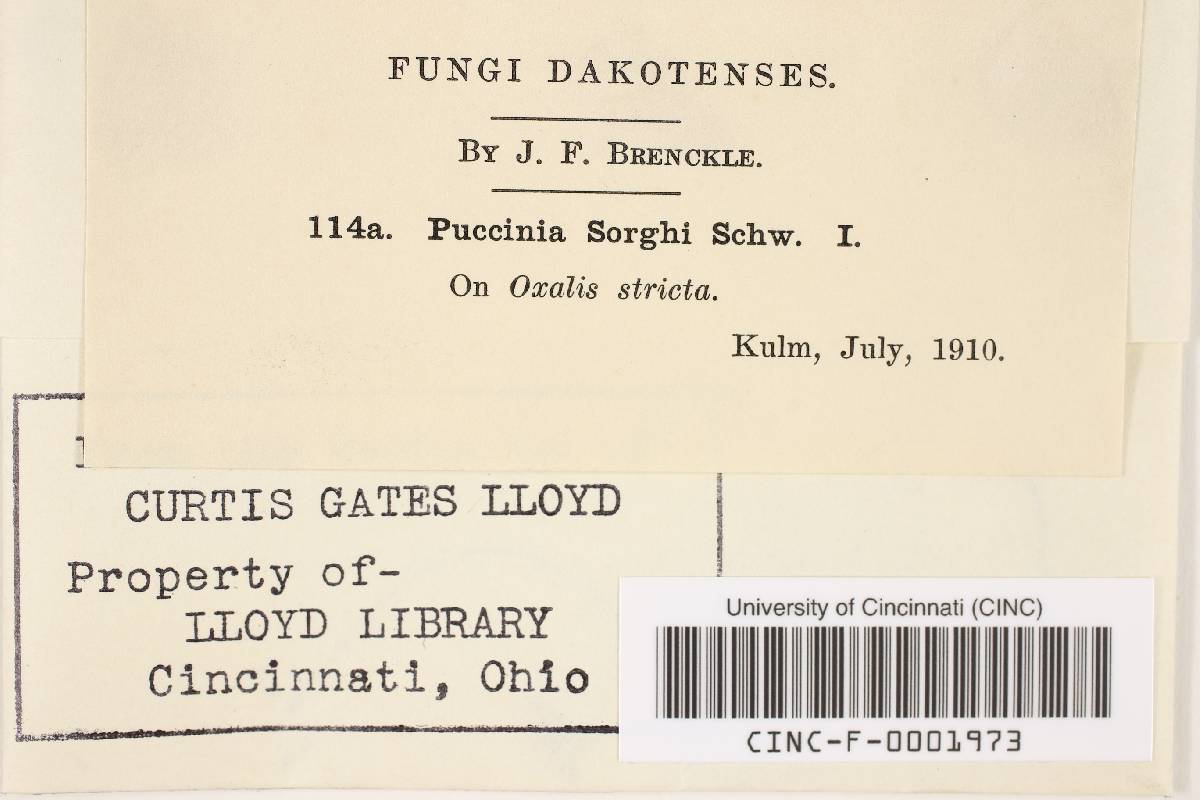 FUNGI DAKOTENSES.
BY J. F. BRENCKLE.
114a. Puccinia Sorghi Schw. I.
On Oxalis stricta.
Kulm, July, 1910.
CURTIS GATES LLOYD
Property of-
LLOYD LIBRARY
Cincinnati, Ohio
University of Cincinnati (CINC)
CINC-F-0001973